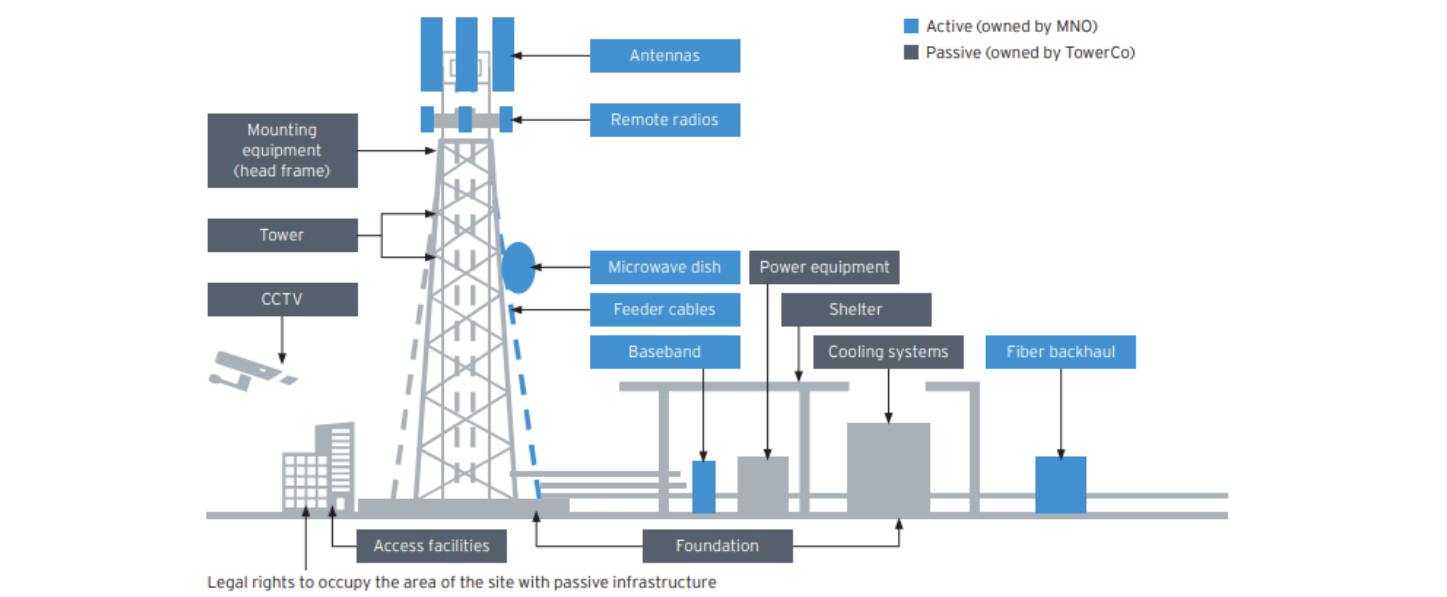 Active (owned by MNO)
Passive (owned by TowerCo)
Antennas
Remote radios
Mounting
equipment
(head frame)
Tower
CCTV
Microwave dish
Power equipment
Feeder cables
Shelter
Baseband
Cooling systems
Fiber backhaul
Access facilities
Foundation
Legal rights to occupy the area of the site with passive infrastructure